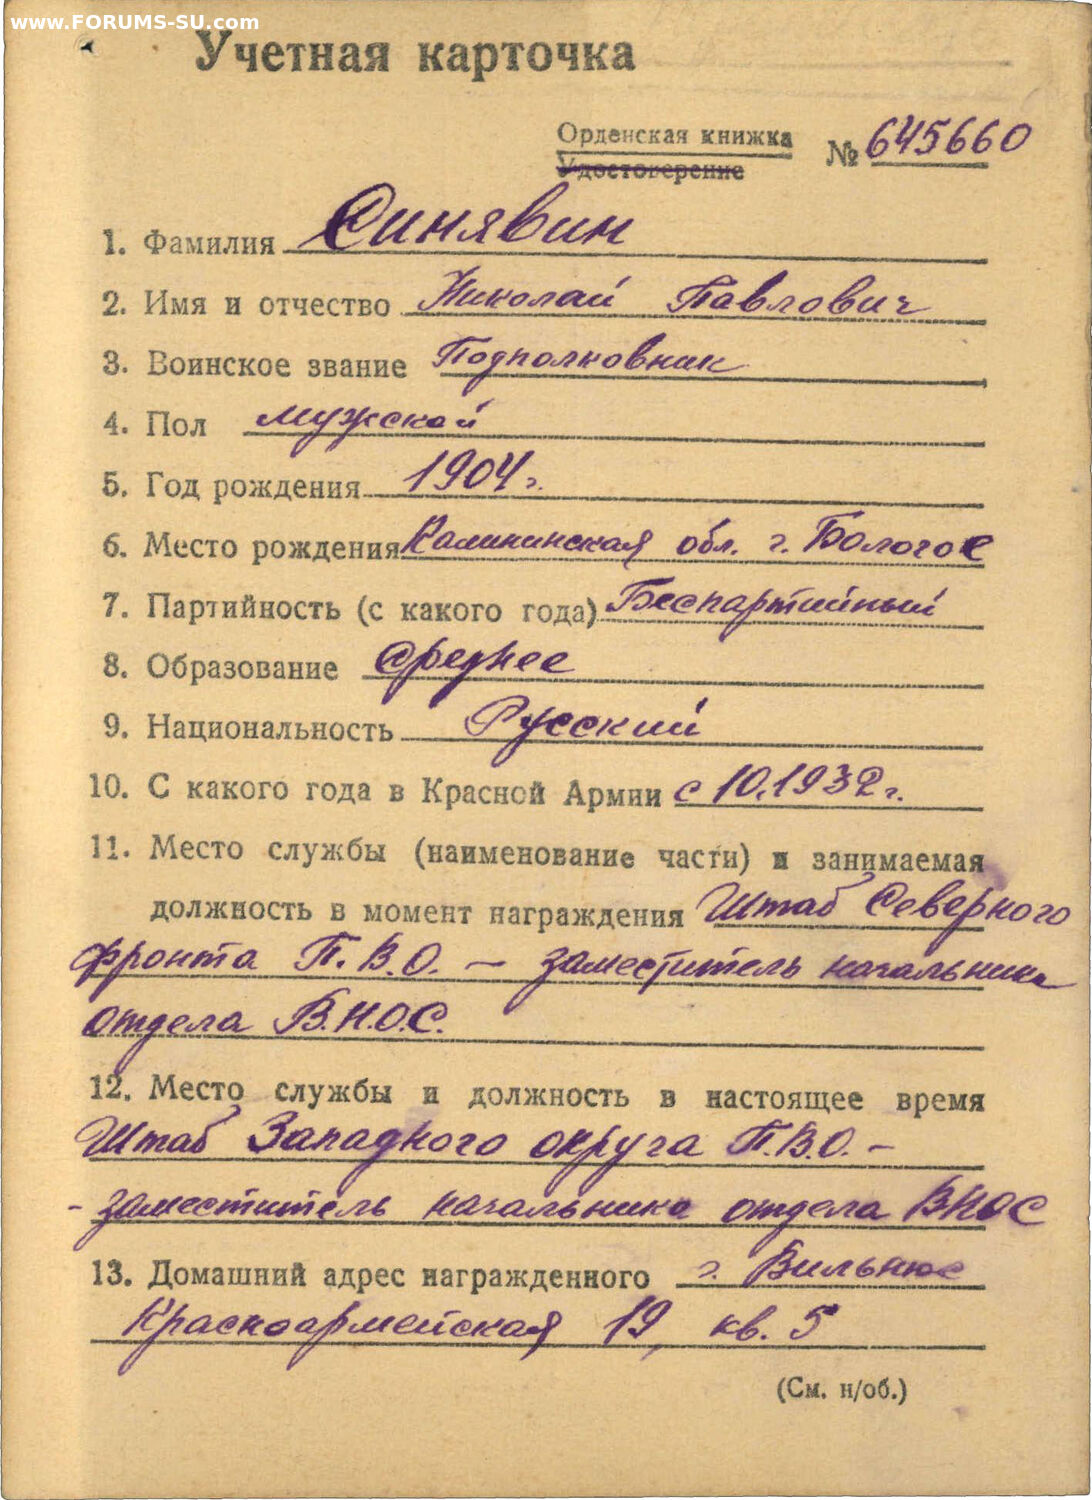 www.FORUMS-SU.com
Учетная карточка
Орденская книжка
Удостоверение
№ 645660
1. Фамилия Синявин
2. Имя и отчество Николай Павлович
3. Воинское звание Подполковник
4. Пол мужской
5. Год рождения 1904 г.
6. Место рождения Калининская обл. г. Бологое
7. Партийность (с какого года) Беспартийный
8. Образование Среднее
9. Национальность Русский
10. С какого года в Красной Армии с 10.1932 г.
11. Место службы (наименование части) и занимаемая
должность в момент награждения Штаб Северного
фронта П.В.О. — заместитель начальника
отдела В.Н.О.С.
12. Место службы и должность в настоящее время
Штаб Западного округа П.В.О. -
- заместитель начальника отдела ВНОС
13. Домашний адрес награжденного г. Вильнюс
Красноармейская 19, кв. 5
(См. н/об.)